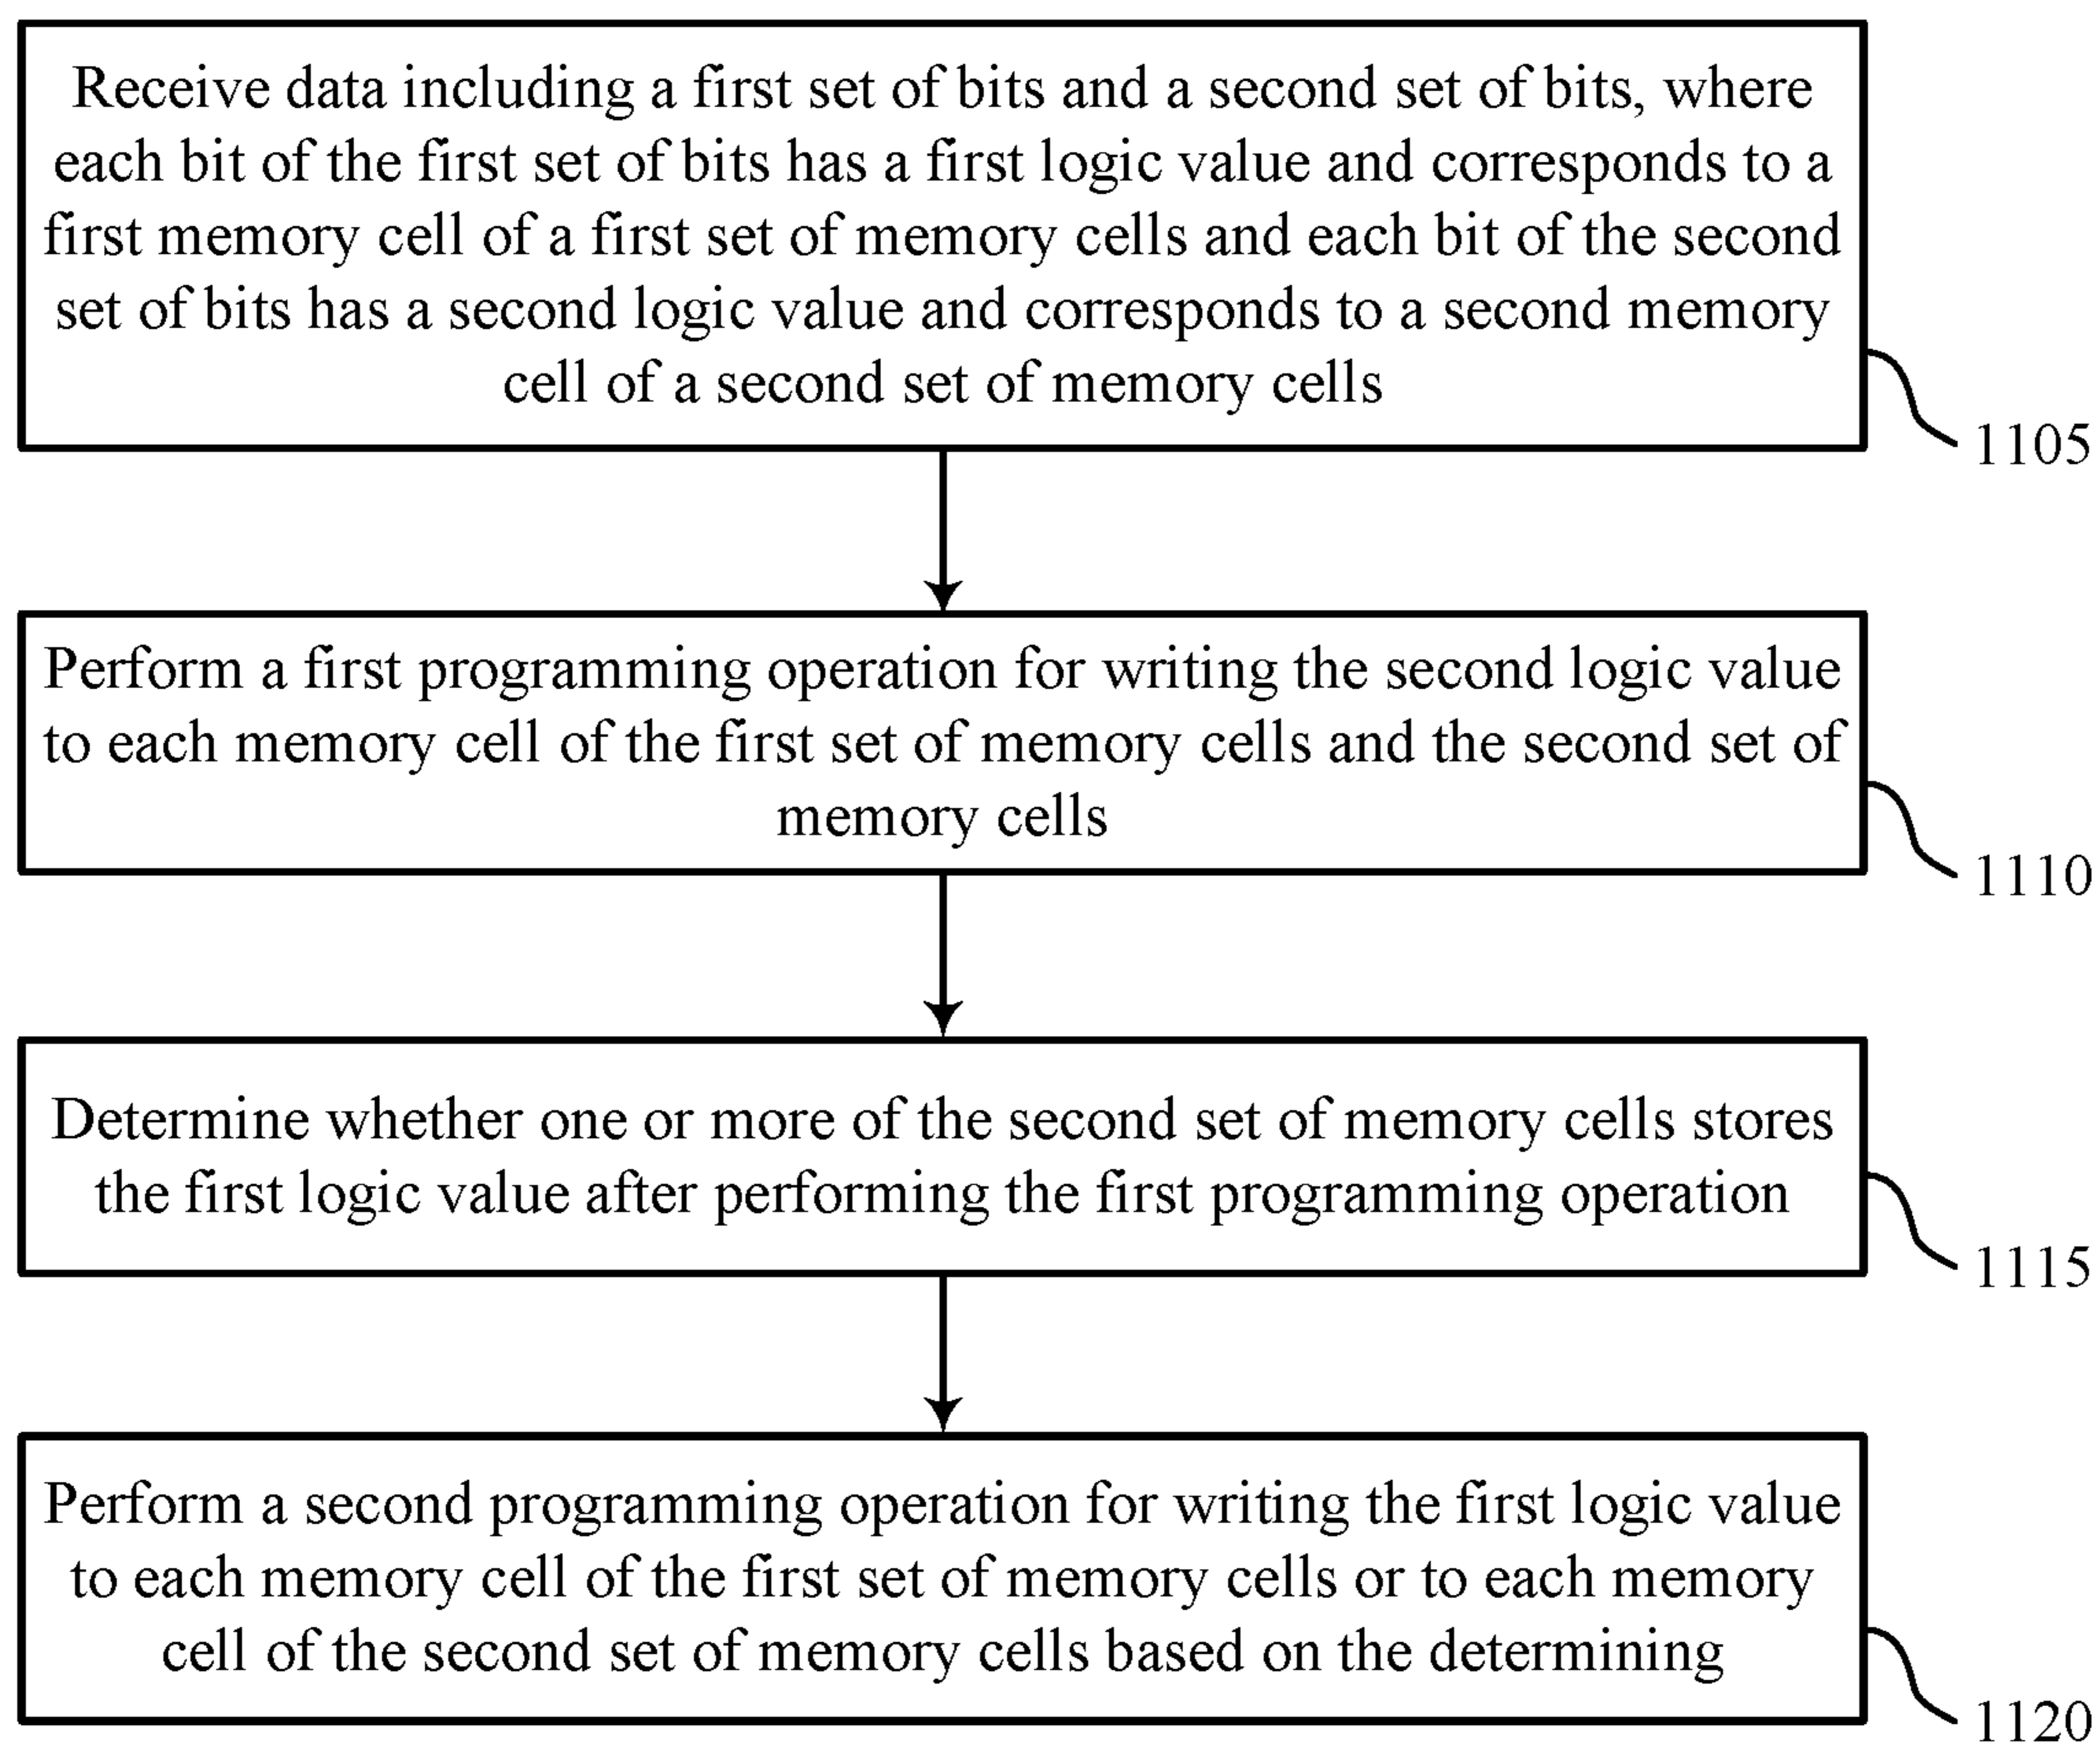 Receive data including a first set of bits and a second set of bits, where
each bit of the first set of bits has a first logic value and corresponds to a
first memory cell of a first set of memory cells and each bit of the second
set of bits has a second logic value and corresponds to a second memory
cell of a second set of memory cells
1105
Perform a first programming operation for writing the second logic value
to each memory cell of the first set of memory cells and the second set of
memory cells
1110
Determine whether one or more of the second set of memory cells stores
the first logic value after performing the first programming operation
1115
Perform a second programming operation for writing the first logic value
to each memory cell of the first set of memory cells or to each memory
cell of the second set of memory cells based on the determining
1120